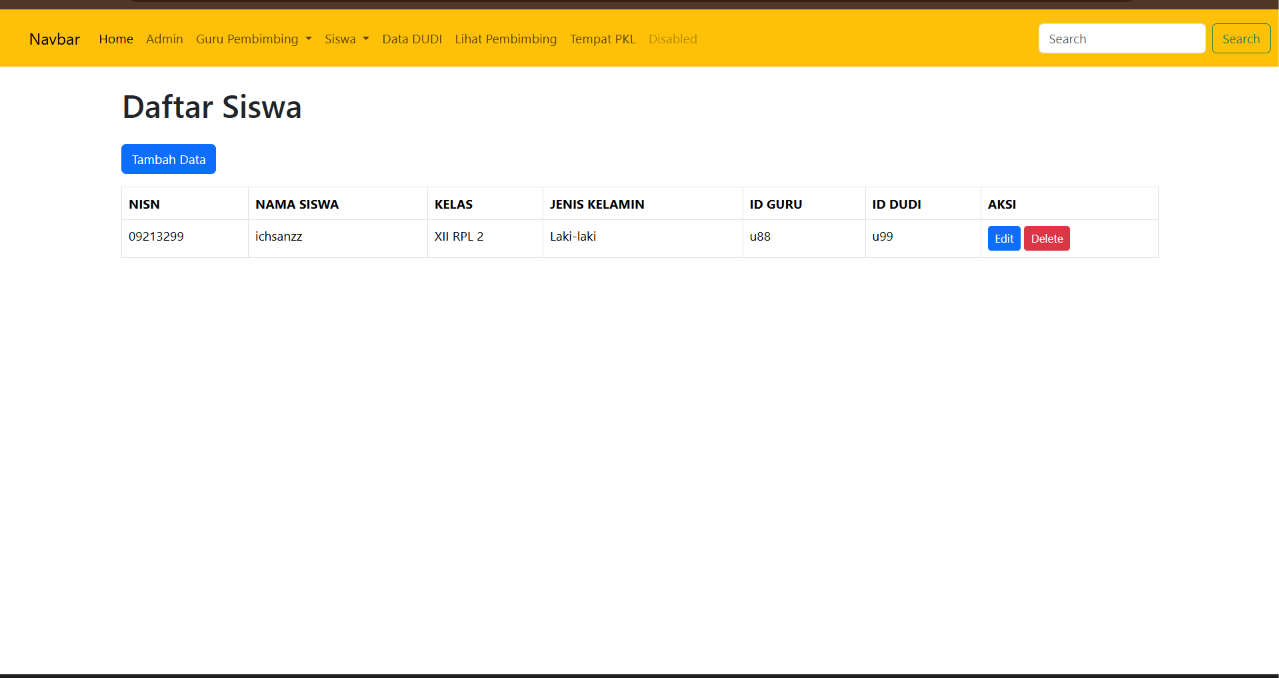 Navbar Home Admin Guru Pembimbing Siswa Data DUDI Lihat Pembimbing Tempat PKL Disabled Search Search
Daftar Siswa
Tambah Data
NISN NAMA SISWA KELAS JENIS KELAMIN ID GURU ID DUDI AKSI
09213299 ichsanzz XII RPL 2 Laki-laki u88 u99 Edit Delete